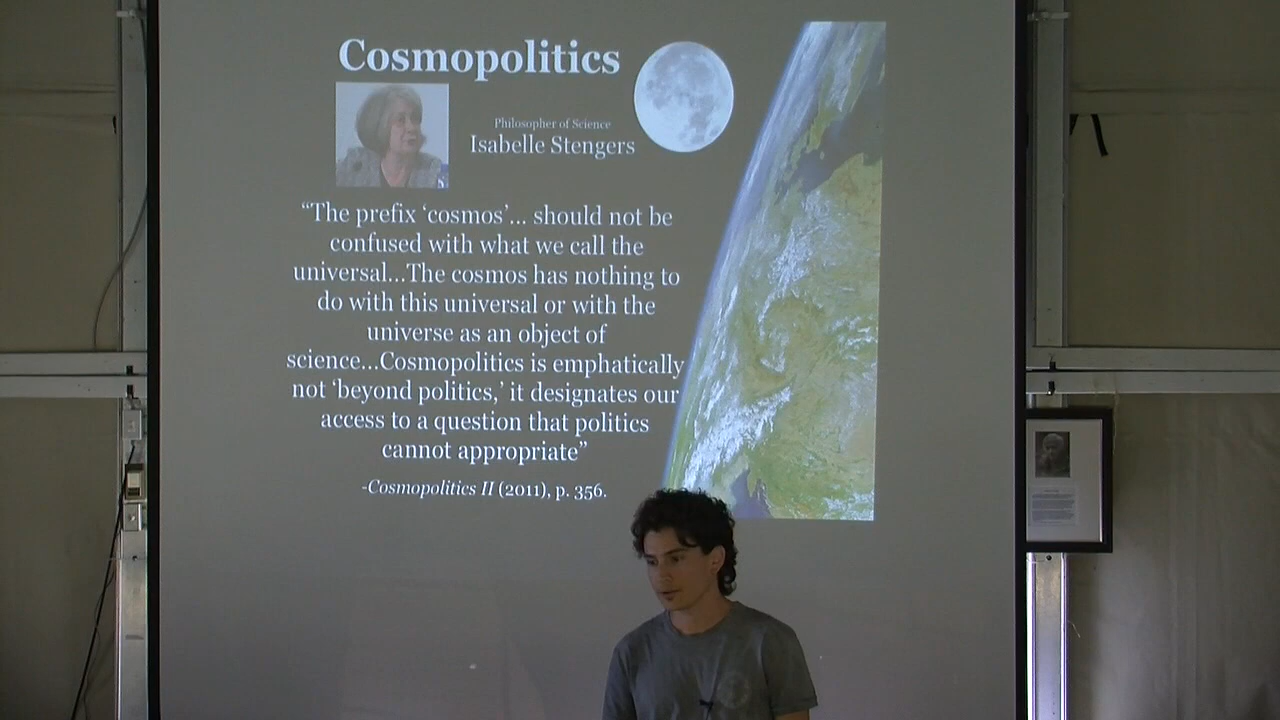 Cosmopolitics
Philosopher of Science
Isabelle Stengers
“The prefix ‘cosmos’... should not be
confused with what we call the
universal...The cosmos has nothing to
do with this universal or with the
universe as an object of
science...Cosmopolitics is emphatically
not ‘beyond politics,’ it designates our
access to a question that politics
cannot appropriate”
-Cosmopolitics II (2011), p. 356.